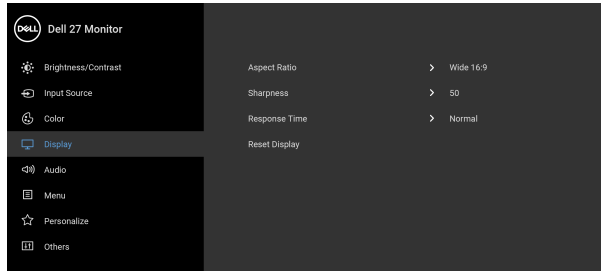 DELL Dell 27 Monitor
Brightness/Contrast
Aspect Ratio Wide 16:9
Input Source
Sharpness 50
Color
Response Time Normal
Display
Reset Display
Audio
Menu
Personalize
Others